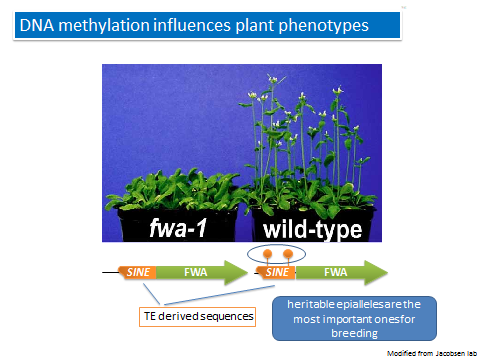 DNA methylation influences plant phenotypes
fwa-1
wild-type
SINE FWA
SINE FWA
TE derived sequences
heritable epiallelesare the
most important onesfor
breeding
Modified from Jacobsen lab